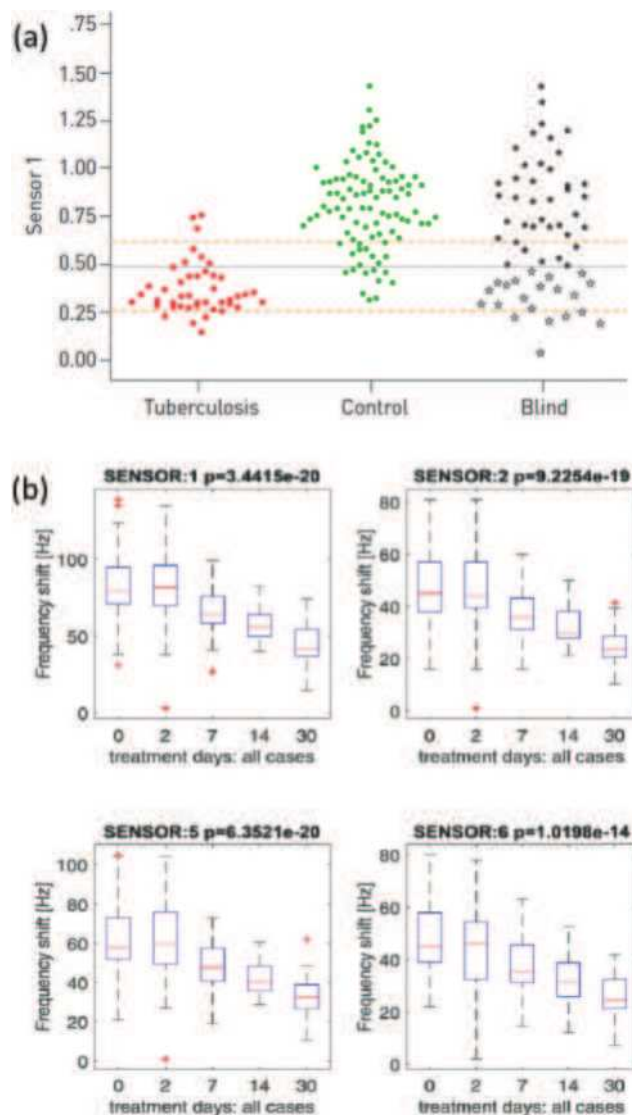 (a)
.75
1.50
1.25
1.00
0.75
0.50
0.25
0.00
Sensor 1
Tuberculosis Control Blind
(b)
SENSOR:1 p=3.4415e-20
Frequency shift [Hz]
100
50
0
0 2 7 14 30
treatment days: all cases
SENSOR:2 p=9.2254e-19
Frequency shift [Hz]
80
60
40
20
0
0 2 7 14 30
treatment days: all cases
SENSOR:5 p=6.3521e-20
Frequency shift [Hz]
100
80
60
40
20
0
0 2 7 14 30
treatment days: all cases
SENSOR:6 p=1.0198e-14
Frequency shift [Hz]
80
60
40
20
0
0 2 7 14 30
treatment days: all cases